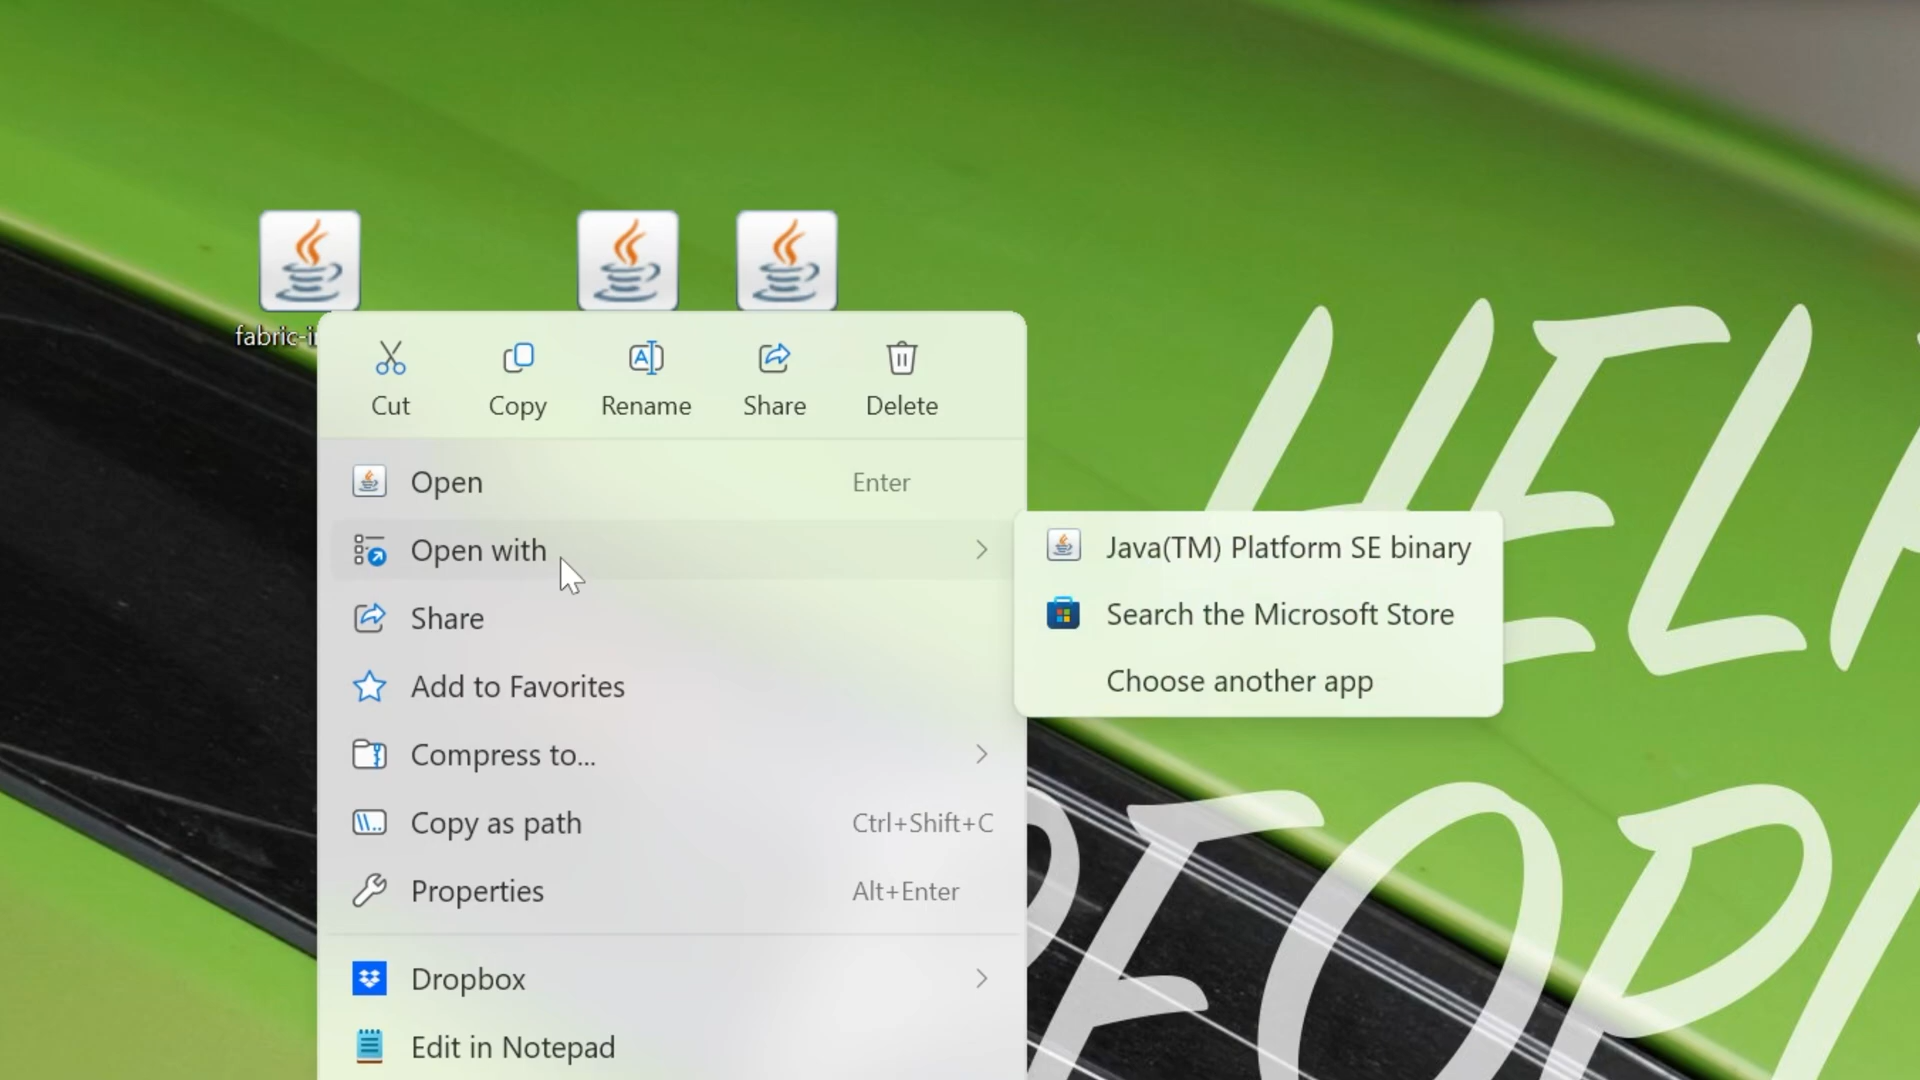 fabric-i
Cut
Copy
Rename
Share
Delete
Open
Enter
Open with
Java(TM) Platform SE binary
Search the Microsoft Store
Choose another app
Share
Add to Favorites
Compress to...
Copy as path
Ctrl+Shift+C
Properties
Alt+Enter
Dropbox
Edit in Notepad
HEL